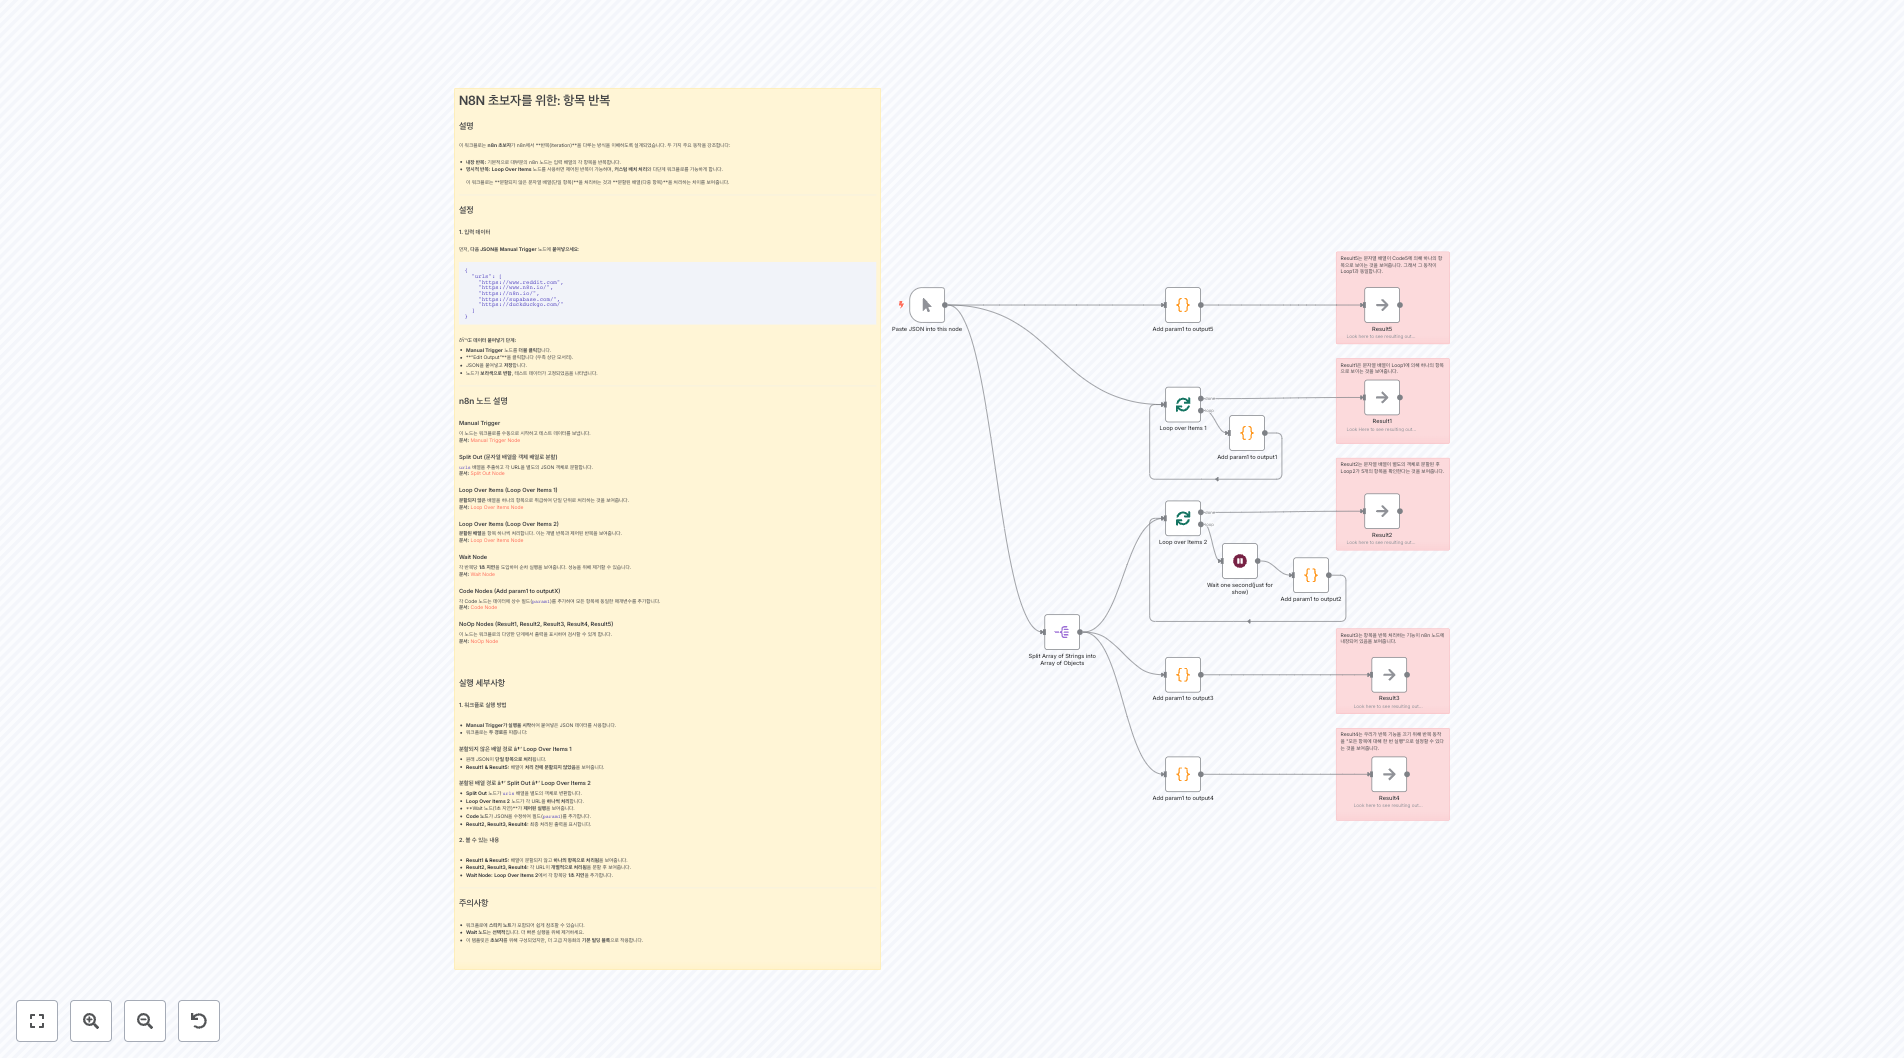 N8N 초보자를 위한: 항목 반복
설명
이 워크플로는 n8n 초보자가 n8n에서 **반복(iteration)**을 다루는 방식을 이해하도록 설계되었습니다. 두 가지 주요 동작을 강조합니다:
내장 반복: 기본적으로 대부분의 n8n 노드는 입력 배열의 각 항목을 반복합니다.
명시적 반복: Loop Over Items 노드를 사용하면 제어된 반복이 가능하며, 커스텀 배치 처리와 다단계 워크플로를 가능하게 합니다.
이 워크플로는 **분할되지 않은 문자열 배열(단일 항목)**을 처리하는 것과 **분할된 배열(다중 항목)**을 처리하는 차이를 보여줍니다.
설정
1. 입력 데이터
먼저, 다음 JSON을 Manual Trigger 노드에 붙여넣으세요:
{
"urls": [
"https://www.reddit.com",
"https://www.n8n.io/",
"https://n8n.io/",
"https://supabase.com/",
"https://duckduckgo.com/"
]
}
데이터 붙여넣기 단계:
Manual Trigger 노드를 더블 클릭합니다.
**"Edit Output"**을 클릭합니다 (우측 상단 모서리).
JSON을 붙여넣고 저장합니다.
노드가 보라색으로 변함, 테스트 데이터가 고정되었음을 나타냅니다.
n8n 노드 설명
Manual Trigger
이 노드는 워크플로를 수동으로 시작하고 테스트 데이터를 보냅니다.
문서: Manual Trigger Node
Split Out (문자열 배열을 객체 배열로 분할)
urls 배열을 추출하고 각 URL을 별도의 JSON 객체로 분할합니다.
문서: Split Out Node
Loop Over Items (Loop Over Items 1)
분할되지 않은 배열을 하나의 항목으로 취급하여 단일 단위로 처리하는 것을 보여줍니다.
문서: Loop Over Items Node
Loop Over Items (Loop Over Items 2)
분할된 배열을 항목 하나씩 처리합니다. 이는 개별 반복과 제어된 반복을 보여줍니다.
문서: Loop Over Items Node
Wait Node
각 반복당 1초 지연을 도입하여 순차 실행을 보여줍니다. 성능을 위해 제거할 수 있습니다.
문서: Wait Node
Code Nodes (Add param1 to outputX)
각 Code 노드는 데이터에 상수 필드(param1)를 추가하여 모든 항목에 동일한 매개변수를 추가합니다.
문서: Code Node
NoOp Nodes (Result1, Result2, Result3, Result4, Result5)
이 노드는 워크플로의 다양한 단계에서 출력을 표시하여 검사할 수 있게 합니다.
문서: NoOp Node
실행 세부사항
1. 워크플로 실행 방법
Manual Trigger가 실행을 시작하며 붙여넣은 JSON 데이터를 사용합니다.
워크플로는 두 경로를 따릅니다:
분할되지 않은 배열 경로 â†' Loop Over Items 1
원래 JSON이 단일 항목으로 처리됩니다.
Result1 & Result5: 배열이 처리 전에 분할되지 않았음을 보여줍니다.
분할된 배열 경로 â†' Split Out â†' Loop Over Items 2
Split Out 노드가 urls 배열을 별도의 객체로 변환합니다.
Loop Over Items 2 노드가 각 URL을 하나씩 처리합니다.
**Wait 노드(1초 지연)**가 제어된 실행을 보여줍니다.
Code 노드가 JSON을 수정하여 필드(param1)를 추가합니다.
Result2, Result3, Result4: 최종 처리된 출력을 표시합니다.
2. 볼 수 있는 내용
Result1 & Result5: 배열이 분할되지 않고 하나의 항목으로 처리됨을 보여줍니다.
Result2, Result3, Result4: 각 URL이 개별적으로 처리됨을 분할 후 보여줍니다.
Wait Node: Loop Over Items 2에서 각 항목당 1초 지연을 추가합니다.
주의사항
워크플로에 스티키 노트가 포함되어 쉽게 참조할 수 있습니다.
Wait 노드는 선택적입니다. 더 빠른 실행을 위해 제거하세요.
이 템플릿은 초보자를 위해 구성되었지만, 더 고급 자동화의 기본 빌딩 블록으로 적용합니다.
Paste JSON into this node
Add param1 to output5
Result5는 문자열 배열이 Code5에 의해 하나의 항
목으로 보이는 것을 보여줍니다. 그래서 그 동작이
Loop1과 동일합니다.
Result5
Look here to see resulting out...
Loop over Items 1
done
loop
Add param1 to output1
Result1은 문자열 배열이 Loop1에 의해 하나의 항목
으로 보이는 것을 보여줍니다.
Result1
Look Here to see resulting out...
Loop over Items 2
done
loop
Wait one second(just for
show)
Add param1 to output2
Result2는 문자열 배열이 별도의 객체로 분할된 후
Loop2가 5개의 항목을 확인한다는 것을 보여줍니다.
Result2
Look here to see resulting out...
Split Array of Strings into
Array of Objects
Add param1 to output3
Result3는 항목을 반복 처리하는 기능이 n8n 노드에
내장되어 있음을 보여줍니다.
Result3
Look here to see resulting out...
Add param1 to output4
Result4는 우리가 반복 기능을 끄기 위해 반복 동작
을 "모든 항목에 대해 한 번 실행"으로 설정할 수 있다
는 것을 보여줍니다.
Result4
Look here to see resulting out...